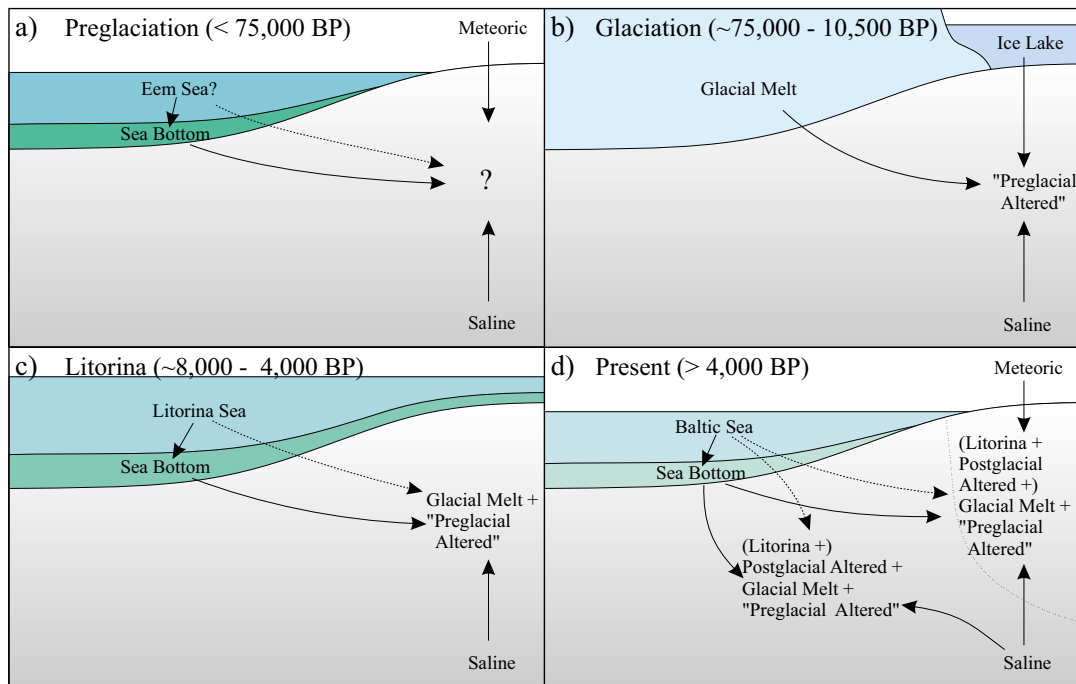 a) Preglaciation (< 75,000 BP)
Meteoric
Eem Sea?
Sea Bottom
?
Saline
b) Glaciation (~75,000 - 10,500 BP)
Ice Lake
Glacial Melt
"Preglacial
Altered"
Saline
c) Litorina (~8,000 - 4,000 BP)
Litorina Sea
Sea Bottom
Glacial Melt +
"Preglacial
Altered"
Saline
d) Present (> 4,000 BP)
Meteoric
Baltic Sea
Sea Bottom
(Litorina +
Postglacial
Altered +)
Glacial Melt +
"Preglacial
Altered"
(Litorina +)
Postglacial Altered +
Glacial Melt +
"Preglacial Altered"
Saline